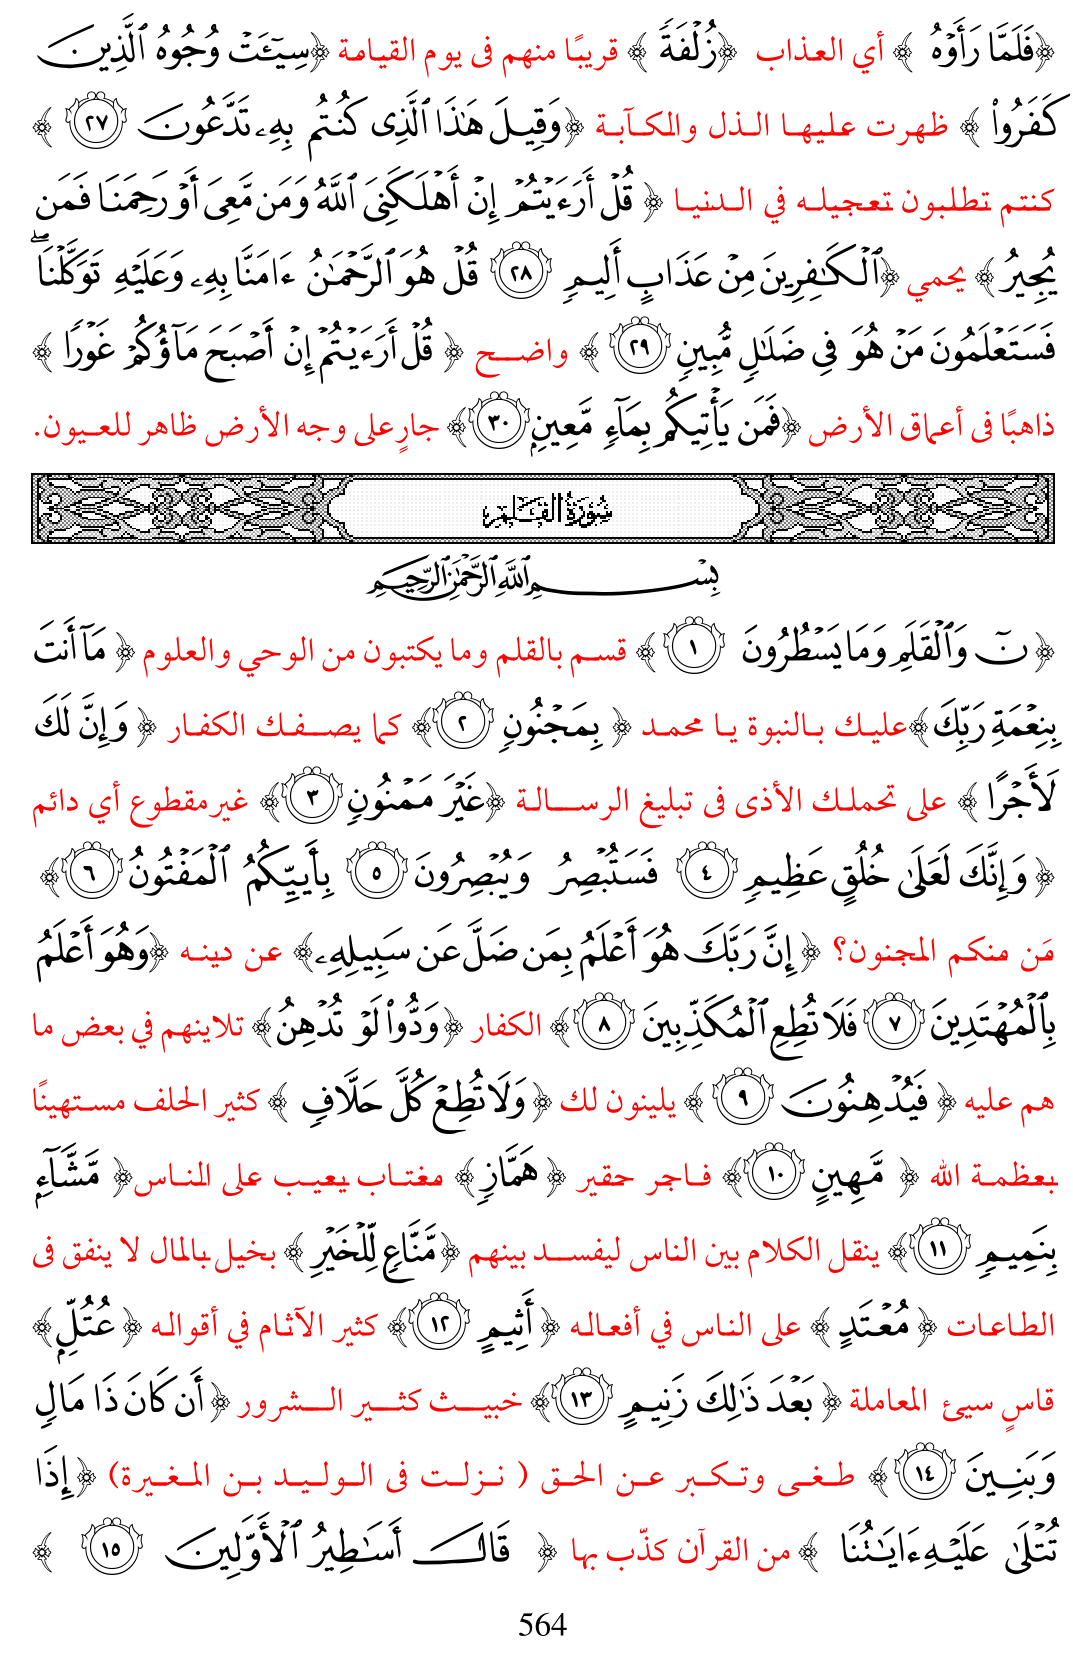 ﴿فَلَمَّا رَأَوۡهُ ﴾ أي العذاب ﴿زُلۡفَةٗ ﴾ قريبًا منهم فى يوم القيامة ﴿سِيٓـَٔتۡ وُجُوهُ ٱلَّذِينَ
كَفَرُواْ ﴾ ظهرت عليها الذل والمكآبة ﴿وَقِيلَ هَٰذَا ٱلَّذِى كُنتُم بِهِۦ تَدَّعُونَ ٢٧ ﴾
كنتم تطلبون تعجيله في الدنيا ﴿ قُلۡ أَرَءَيۡتُمۡ إِنۡ أَهۡلَكَنِىَ ٱللَّهُ وَمَن مَّعِىَ أَوۡ رَحِمَنَا فَمَن
يُجِيرُ ﴾ يحمي ﴿ٱلۡكَٰفِرِينَ مِنۡ عَذَابٍ أَلِيمٖ ٢٨ قُلۡ هُوَ ٱلرَّحۡمَٰنُ ءَامَنَّا بِهِۦ وَعَلَيۡهِ تَوَكَّلۡنَاۖ
فَسَتَعۡلَمُونَ مَنۡ هُوَ فِى ضَلَٰلٖ مُّبِينٖ ٢٩ ﴾ واضح ﴿ قُلۡ أَرَءَيۡتُمۡ إِنۡ أَصۡبَحَ مَآؤُكُمۡ غَوۡرٗا ﴾
ذاهبًا فى أعماق الأرض ﴿فَمَن يَأۡتِيكُم بِمَآءٖ مَّعِينِۭ ٣٠﴾ جارٍ على وجه الأرض ظاهر للعيون.
سُورَةُ القَلَمِ
بِسۡمِ ٱللَّهِ ٱلرَّحۡمَٰنِ ٱلرَّحِيمِ
﴿ نٓ وَٱلۡقَلَمِ وَمَا يَسۡطُرُونَ ١ ﴾ قسم بالقلم وما يكتبون من الوحي والعلوم ﴿ مَآ أَنتَ
بِنِعۡمَةِ رَبِّكَ ﴾عليك بالنبوة يا محمد ﴿ بِمَجۡنُونٖ ٢ ﴾ كما يصفك الكفار ﴿ وَإِنَّ لَكَ
لَأَجۡرًا ﴾ على تحملك الأذى فى تبليغ الرسالة ﴿غَيۡرَ مَمۡنُونٖ ٣ ﴾ غيرمقطوع أي دائم
﴿ وَإِنَّكَ لَعَلَىٰ خُلُقٍ عَظِيمٖ ٤ فَسَتُبۡصِرُ وَيُبۡصِرُونَ ٥ بِأَييِّكُمُ ٱلۡمَفۡتُونُ ٦ ﴾
مَن منكم المجنون؟ ﴿ إِنَّ رَبَّكَ هُوَ أَعۡلَمُ بِمَن ضَلَّ عَن سَبِيلِهِۦ﴾ عن دينه ﴿وَهُوَ أَعۡلَمُ
بِٱلۡمُهۡتَدِينَ ٧ فَلَا تُطِعِ ٱلۡمُكَذِّبِينَ ٨ ﴾ الكفار ﴿وَدُّواْ لَوۡ تُدۡهِنُ﴾ تلاينهم في بعض ما
هم عليه ﴿ فَيُدۡهِنُونَ ٩ ﴾ يلينون لك ﴿ وَلَا تُطِعۡ كُلَّ حَلَّافٖ ﴾ كثير الحلف مستهينًا
بعظمة الله ﴿ مَّهِينٍ ١٠ ﴾ فاجر حقير ﴿ هَمَّازٖ ﴾ مغتاب يعيب على الناس﴿ مَّشَّآءِۭ
بِنَمِيمٖ ١١ ﴾ ينقل الكلام بين الناس ليفسد بينهم ﴿مَّنَّاعٖ لِّلۡخَيۡرِ ﴾ بخيل بالمال لا ينفق فى
الطاعات ﴿ مُعۡتَدٍ ﴾ على الناس في أفعاله ﴿ أَثِيمٍ ١٢ ﴾ كثير الآثام في أقواله ﴿ عُتُلِّۭ ﴾
قاسٍ سيئ المعاملة ﴿ بَعۡدَ ذَٰلِكَ زَنِيمٍ ١٣ ﴾ خبيث كثير الشرور ﴿ أَن كَانَ ذَا مَالٖ
وَبَنِينَ ١٤ ﴾ طغى وتكبر عن الحق ( نزلت فى الوليد بن المغيرة) ﴿ إِذَا
تُتۡلَىٰ عَلَيۡهِ ءَايَٰتُنَا ﴾ من القرآن كذّب بها ﴿ قَالَ أَسَٰطِيرُ ٱلۡأَوَّلِينَ ١٥ ﴾
564